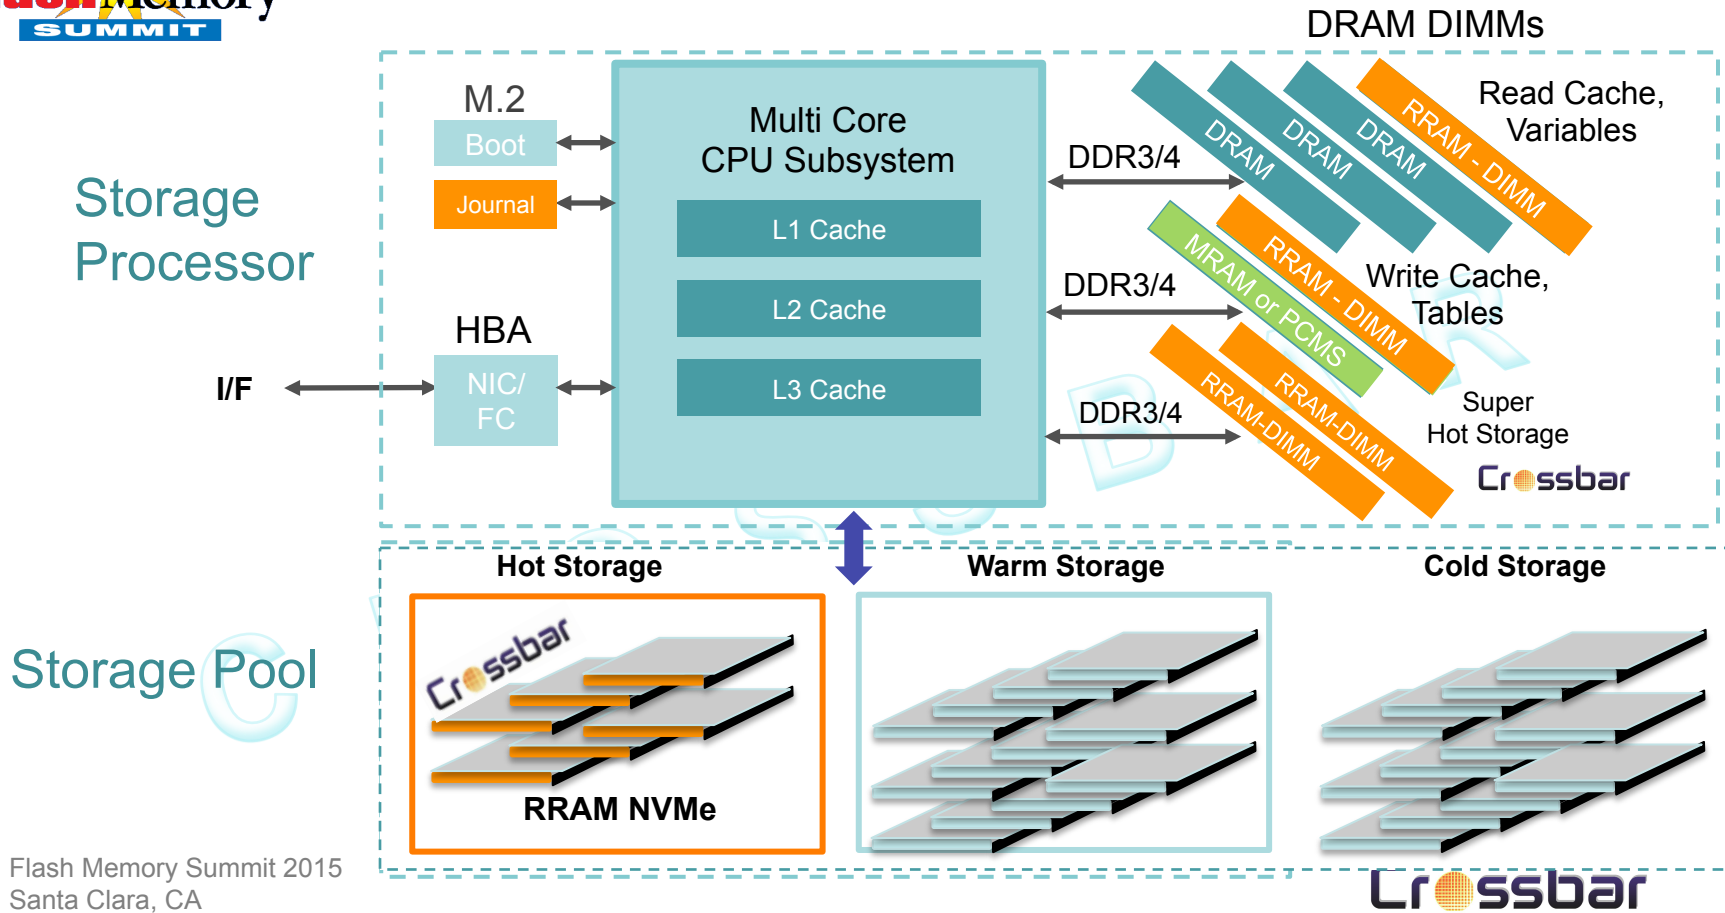 Memory
SUMMIT
DRAM DIMMs
M.2
Boot
Journal
Multi Core
CPU Subsystem
L1 Cache
L2 Cache
L3 Cache
DDR3/4
DRAM
DRAM
DRAM
RRAM - DIMM
Read Cache,
Variables
Storage
Processor
DDR3/4
MRAM or PCMS
RRAM - DIMM
Write Cache,
Tables
HBA
NIC/
FC
I/F
DDR3/4
RRAM-DIMM
RRAM-DIMM
Super
Hot Storage
Crossbar
Hot Storage
Warm Storage
Cold Storage
Crossbar
RRAM NVMe
Storage Pool
Flash Memory Summit 2015
Santa Clara, CA
Crossbar
CROSSBAR